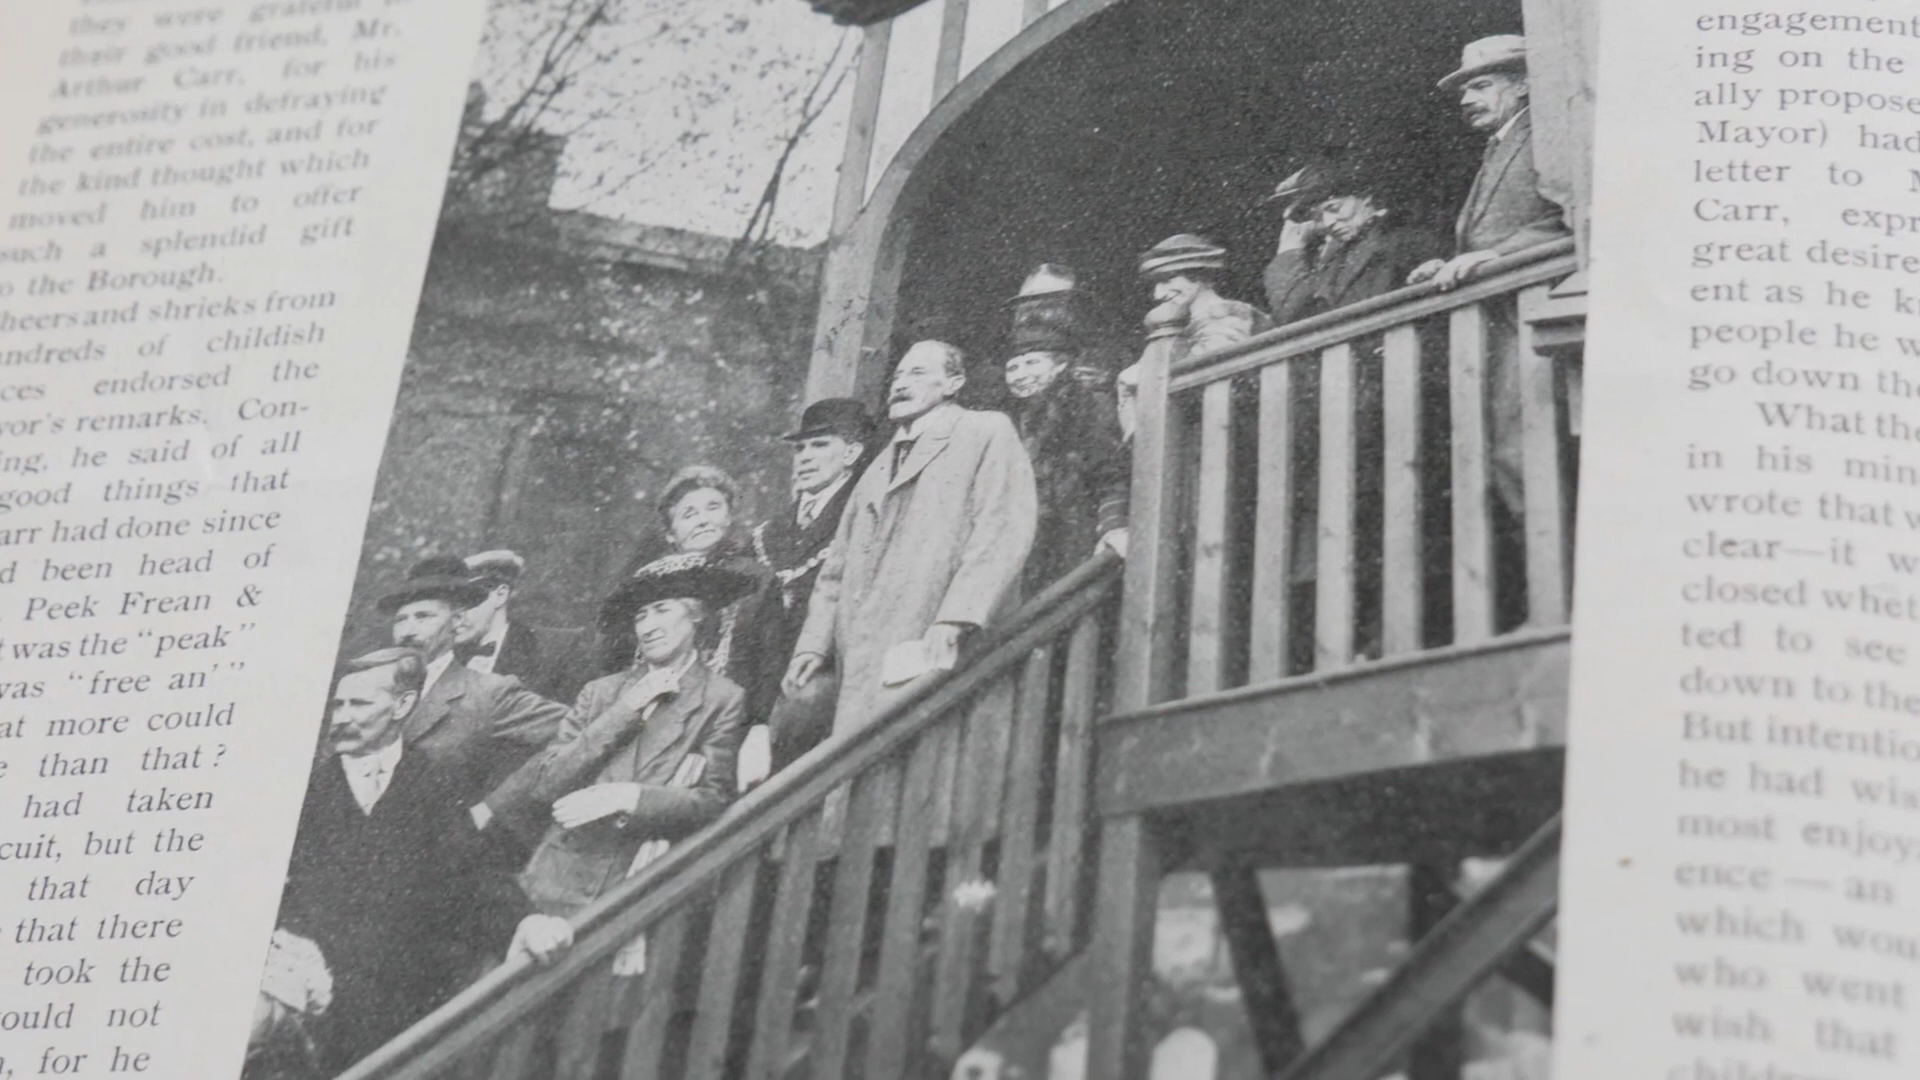 they were grateful
their good friend, Mr.
Arthur Carr, for his
generosity in defraying
the entire cost, and for
the kind thought which
moved him to offer
such a splendid gift
to the Borough.
heers and shrieks from
undreds of childish
ces endorsed the
yor's remarks. Con-
ing, he said of all
good things that
arr had done since
d been head of
Peek Frean &
t was the "peak"
was "free an'"
at more could
e than that?
had taken
cuit, but the
that day
that there
took the
ould not
, for he
engagement
ing on the
ally propose
Mayor) had
letter to M
Carr, expr
great desire
ent as he k
people he w
go down the
What the
in his min
wrote that w
clear—it w
closed whet
ted to see
down to the
But intentio
he had wis
most enjoy
ence — an
which wou
who went
wish that